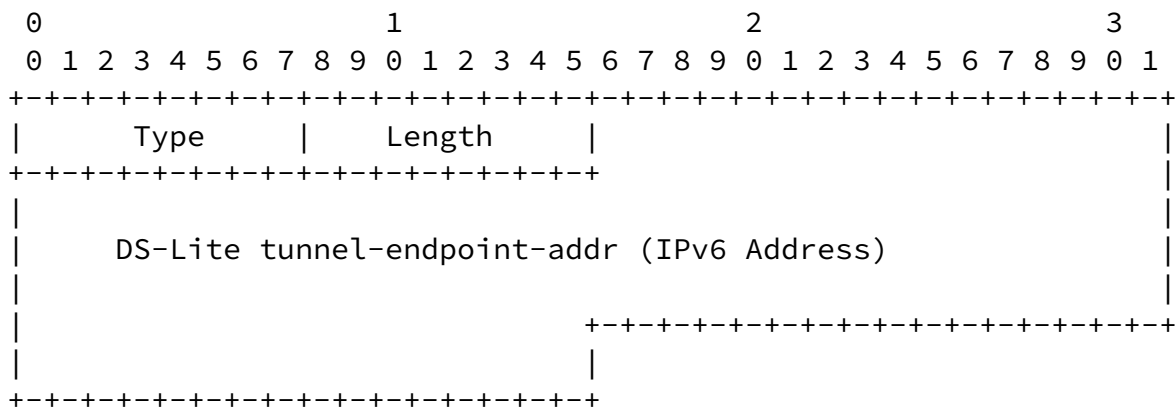 0                   1                   2                   3
0 1 2 3 4 5 6 7 8 9 0 1 2 3 4 5 6 7 8 9 0 1 2 3 4 5 6 7 8 9 0 1
+-+-+-+-+-+-+-+-+-+-+-+-+-+-+-+-+-+-+-+-+-+-+-+-+-+-+-+-+-+-+-+-+
|      Type     |    Length     |                               |
+-+-+-+-+-+-+-+-+-+-+-+-+-+-+-+-+                               |
|                                                               |
|     DS-Lite tunnel-endpoint-addr (IPv6 Address)               |
|                                                               |
|                               +-+-+-+-+-+-+-+-+-+-+-+-+-+-+-+-+
|                               |
+-+-+-+-+-+-+-+-+-+-+-+-+-+-+-+-+